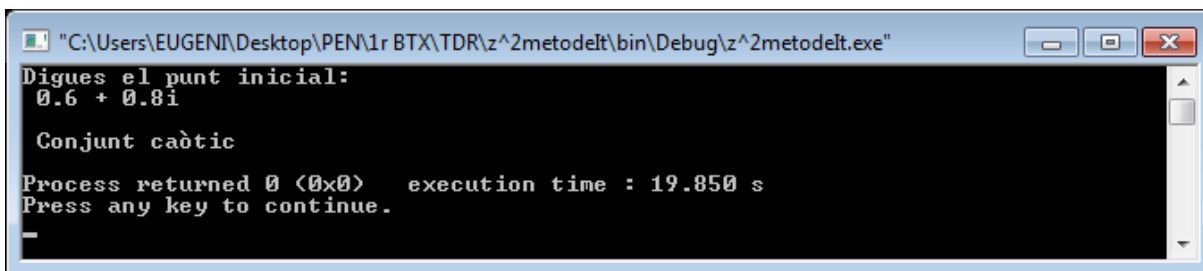 "C:\Users\EUGENI\Desktop\PEN\1r BTX\TDR\z^2metodeIt\bin\Debug\z^2metodeIt.exe"
Digues el punt inicial:
0.6 + 0.8i
Conjunt caòtic
Process returned 0 (0x0)   execution time : 19.850 s
Press any key to continue.